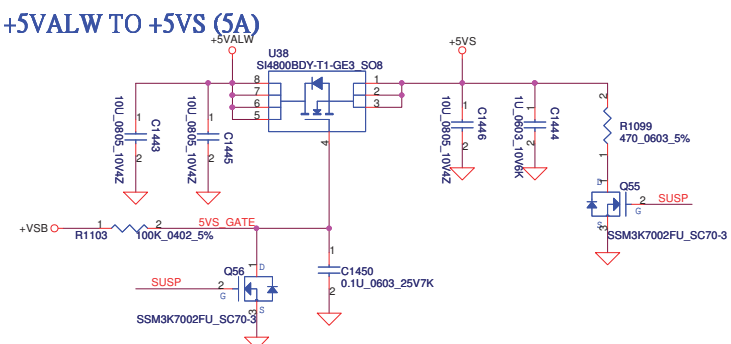 +5VALW TO +5VS (5A)
+5VALW
+5VS
U38
SI4800BDY-T1-GE3_SO8
8
7
6
5
1
2
3
4
1
2
C1443
10U_0805_10V4Z
1
2
C1445
10U_0805_10V4Z
1
2
C1446
10U_0805_10V4Z
1
2
C1444
1U_0603_10V6K
2
R1099
470_0603_5%
1
1
D
Q55
2
SUSP
G
S
3
SSM3K7002FU_SC70-3
+VSB
1
2
5VS_GATE
R1103
100K_0402_5%
1
D
Q56
SUSP
2
G
S
3
SSM3K7002FU_SC70-3
1
C1450
0.1U_0603_25V7K
2